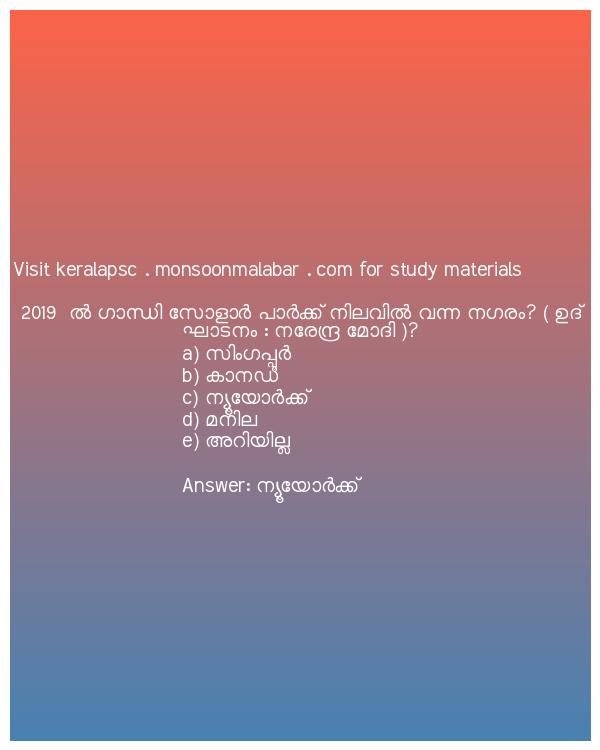 Visit keralapsc . monsoonmalabar . com for study materials
2019 ൽ ഗാന്ധി സോളാർ പാർക്ക് നിലവിൽ വന്ന നഗരം? ( ഉദ്
ഘാടനം : നരേന്ദ്ര മോദി )?
a) സിംഗപ്പൂർ
b) കാനഡ
c) ന്യൂയോർക്ക്
d) മനില
e) അറിയില്ല
Answer: ന്യൂയോർക്ക്